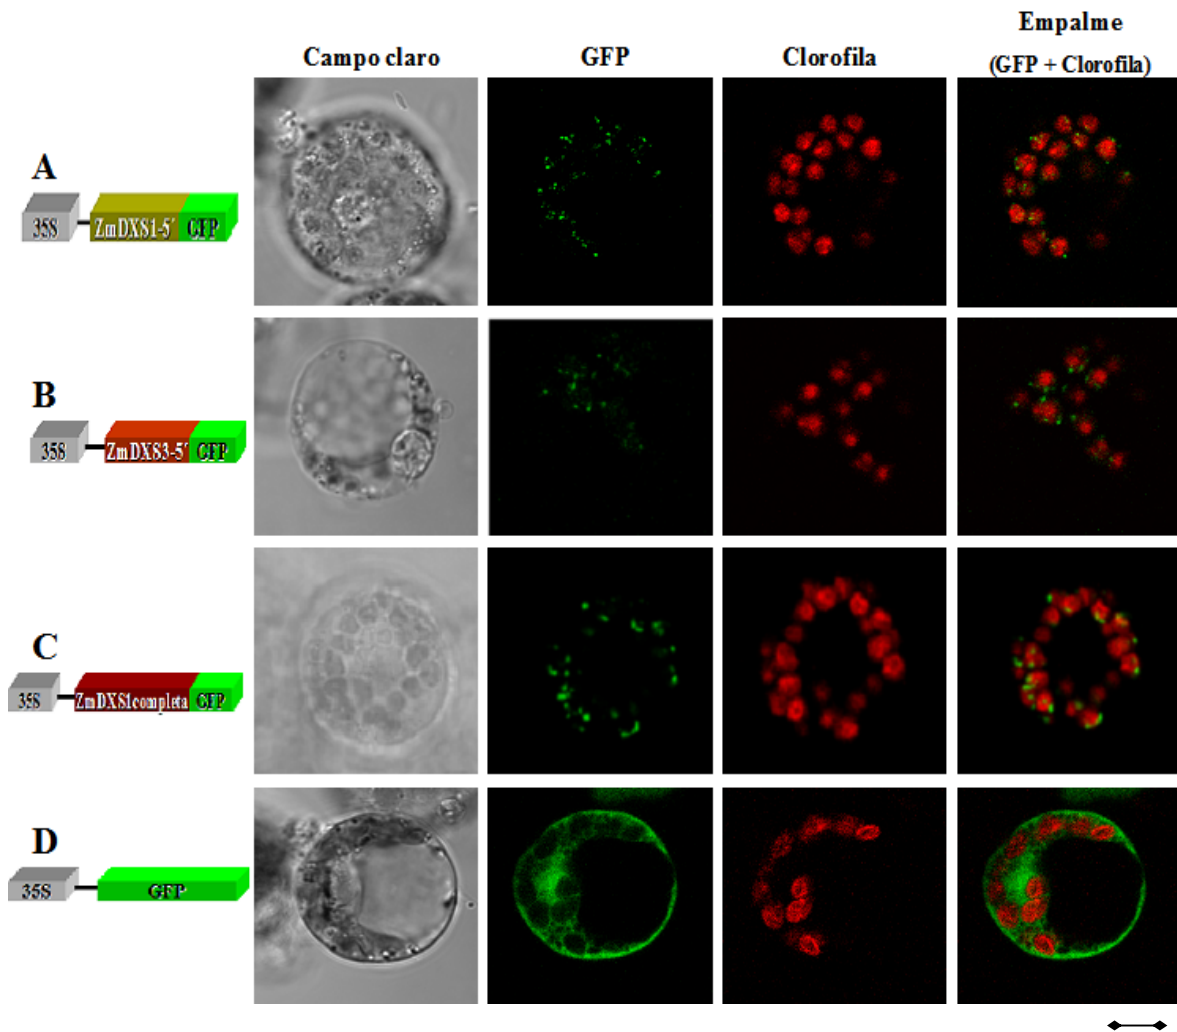 Empalme
Campo claro GFP Clorofila (GFP + Clorofila)
A
35S ZmDXS1-5´ GFP
B
35S ZmDXS3-5´ GFP
C
35S ZmDXS1completa GFP
D
35S GFP